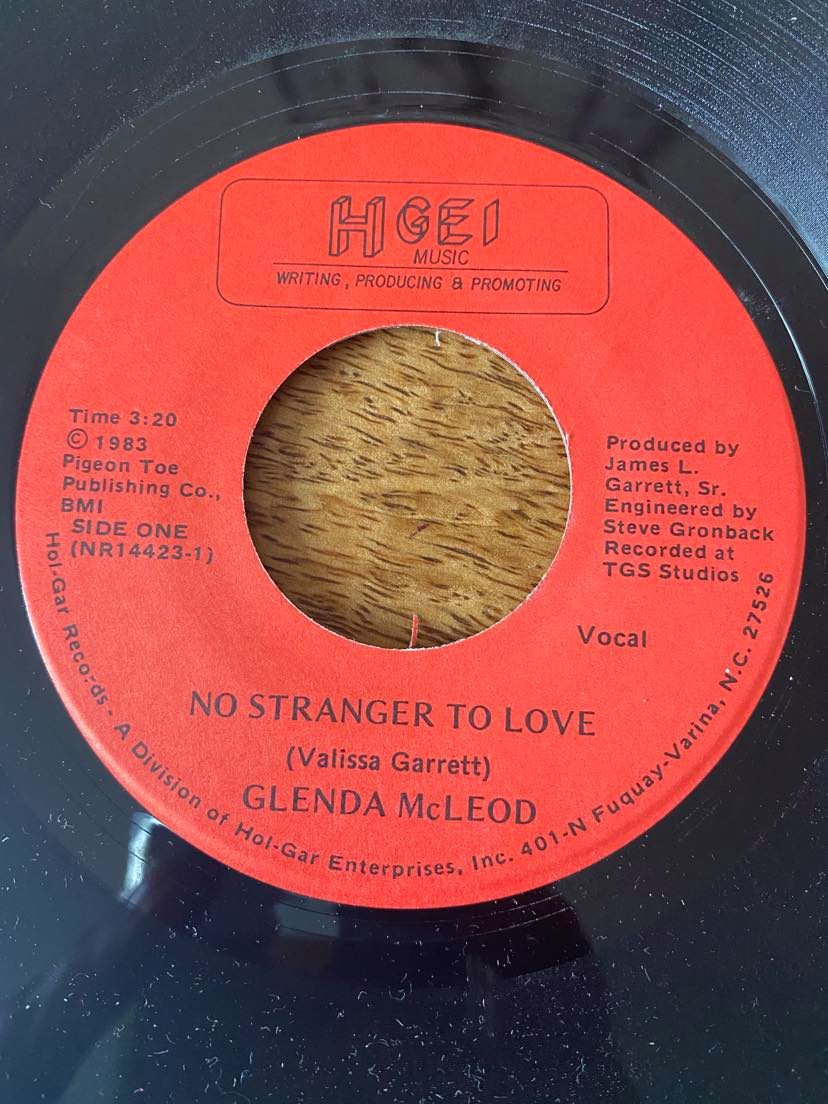 HGEI
MUSIC
WRITING, PRODUCING & PROMOTING
Time 3:20
© 1983
Pigeon Toe
Publishing Co.,
BMI
SIDE ONE
(NR14423-1)
Produced by
James L.
Garrett, Sr.
Engineered by
Steve Gronback
Recorded at
TGS Studios
Vocal
NO STRANGER TO LOVE
(Valissa Garrett)
GLENDA McLEOD
Hol-Gar Records - A Division of Hol-Gar Enterprises, Inc. 401-N Fuquay-Varina, N.C. 27526